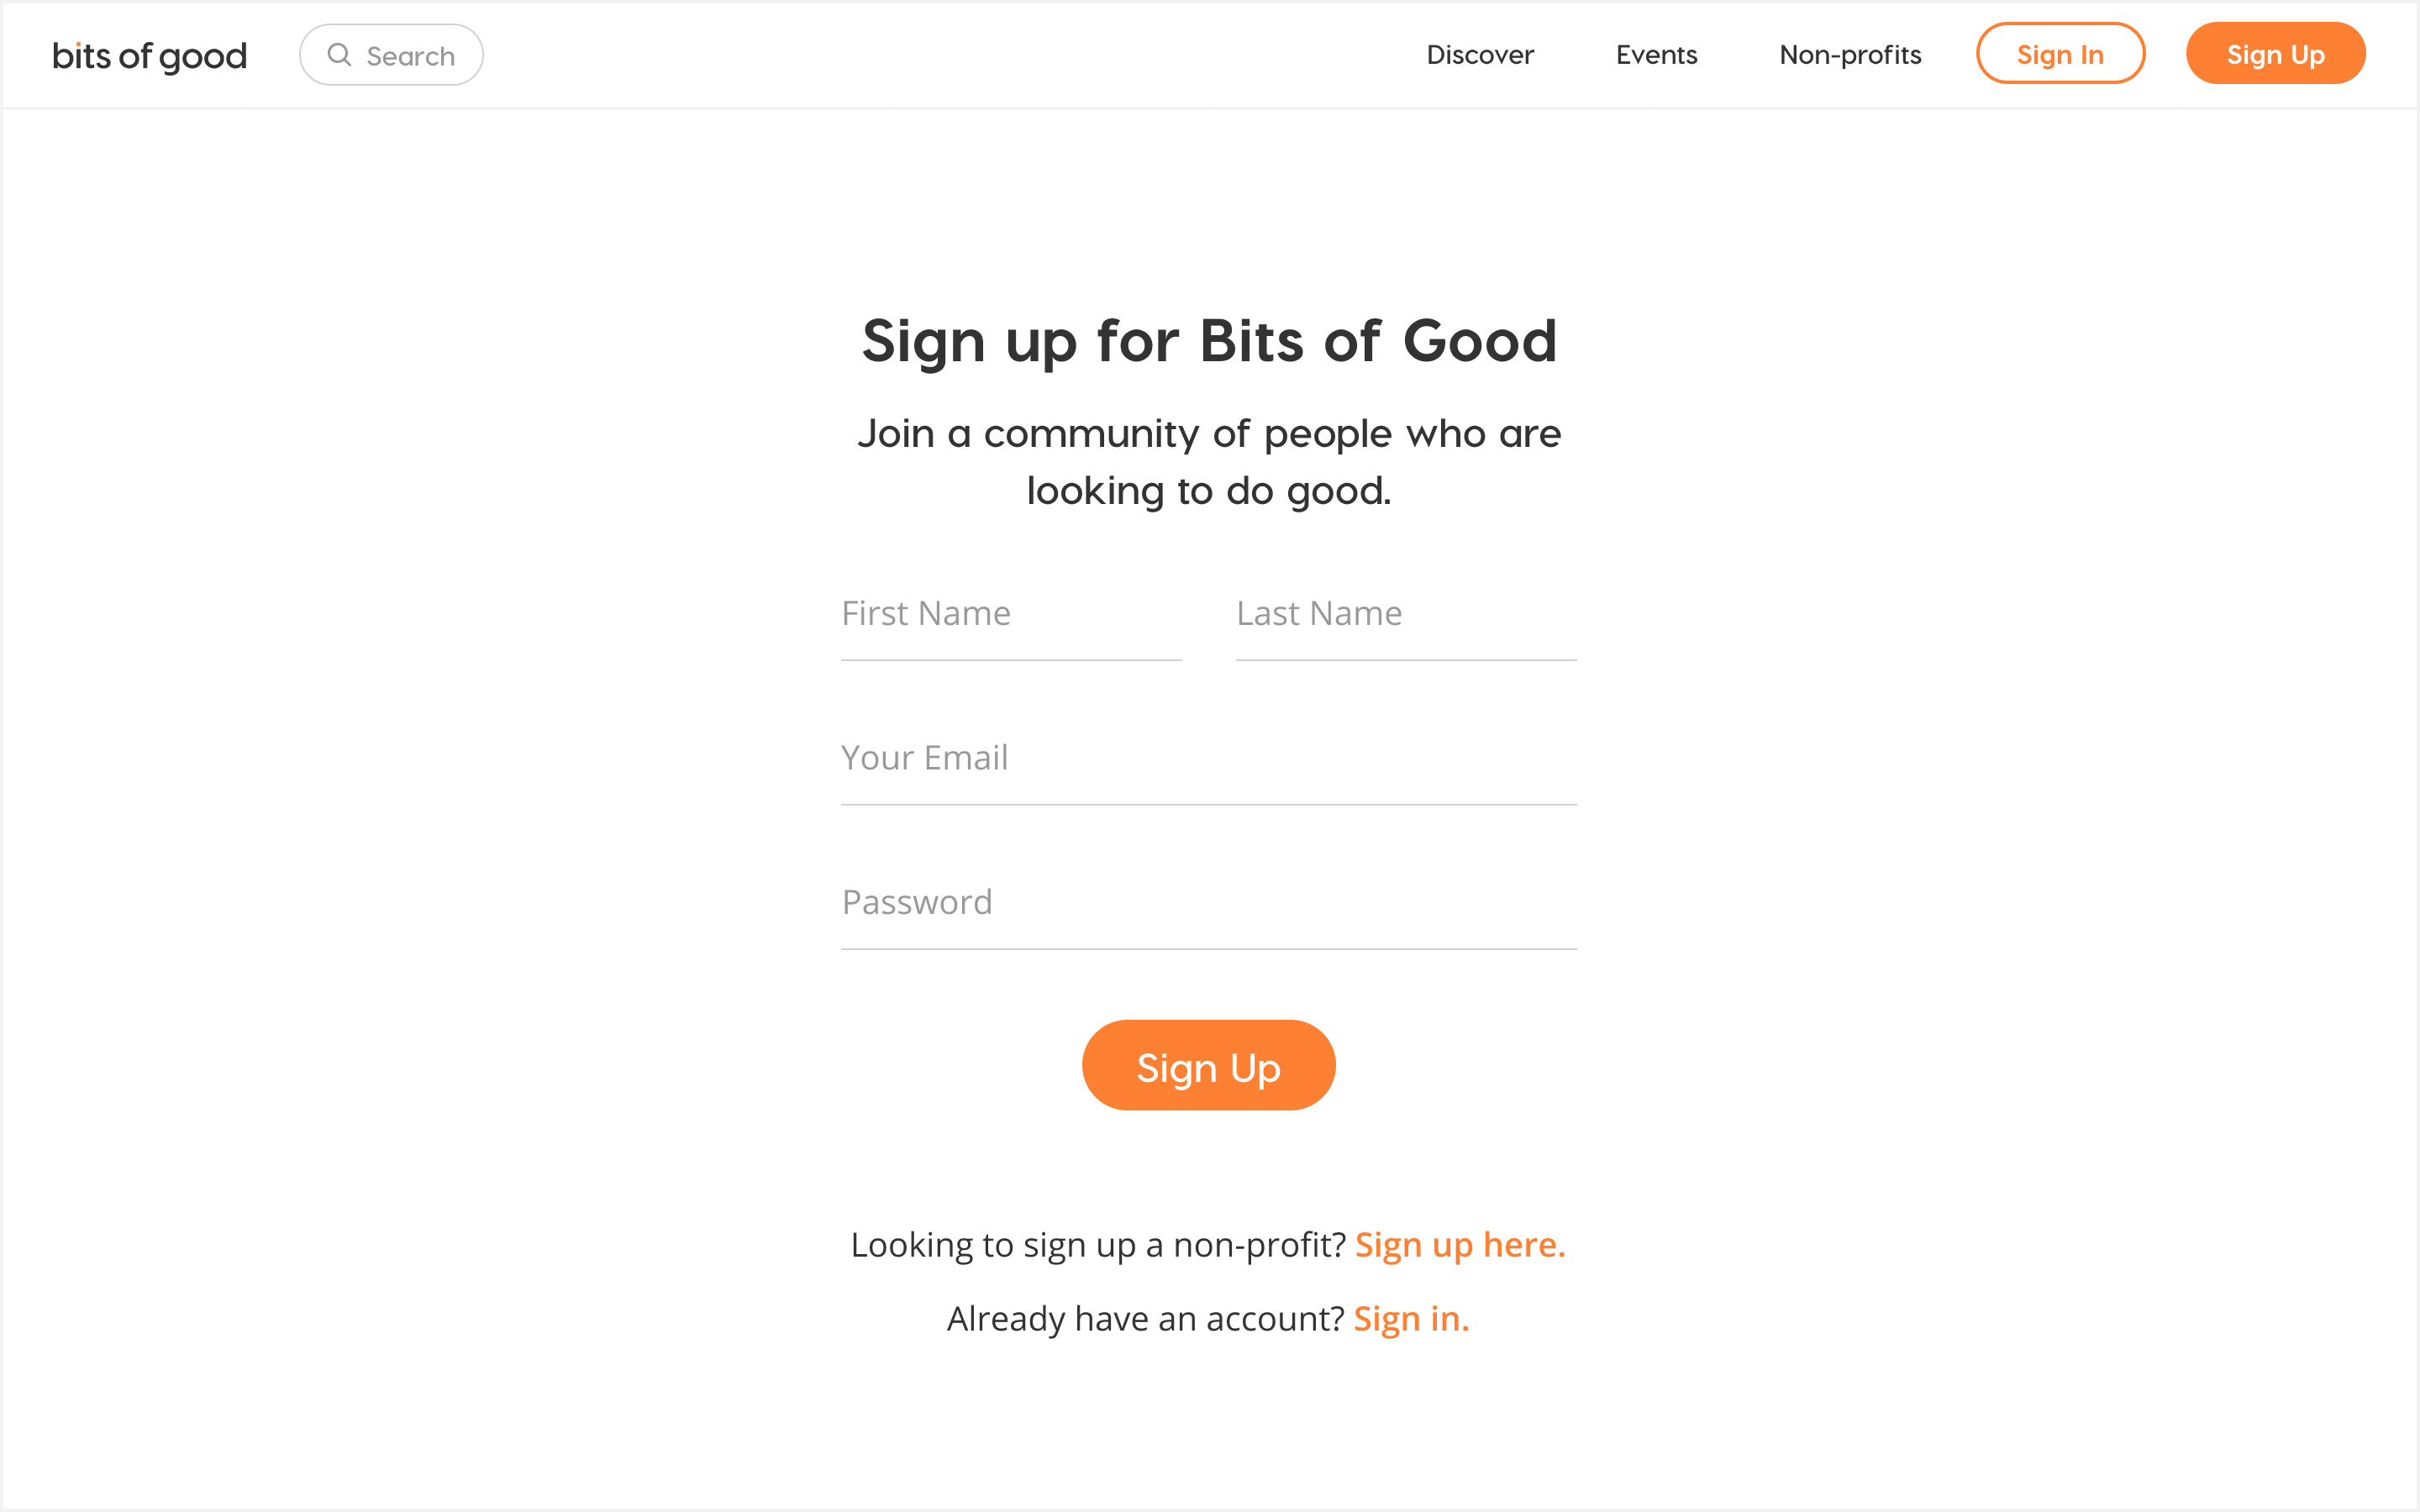 bits of good
Search
Discover
Events
Non-profits
Sign In
Sign Up
Sign up for Bits of Good
Join a community of people who are
looking to do good.
First Name
Last Name
Your Email
Password
Sign Up
Looking to sign up a non-profit? Sign up here.
Already have an account? Sign in.